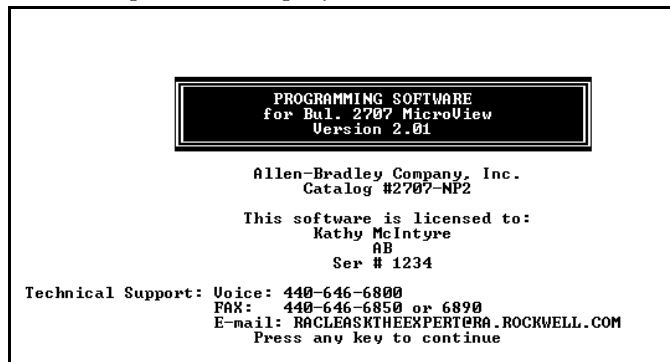 PROGRAMMING SOFTWARE
for Bul. 2707 MicroView
Version 2.01
Allen-Bradley Company, Inc.
Catalog #2707-NP2
This software is licensed to:
Kathy McIntyre
AB
Ser # 1234
Technical Support: Voice: 440-646-6800
FAX: 440-646-6850 or 6890
E-mail: RACLEASKTHEEXPERT@RA.ROCKWELL.COM
Press any key to continue